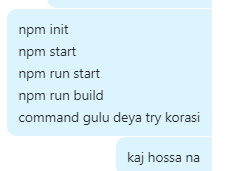 npm init
npm start
npm run start
npm run build
command gulu deya try korasi
kaj hossa na